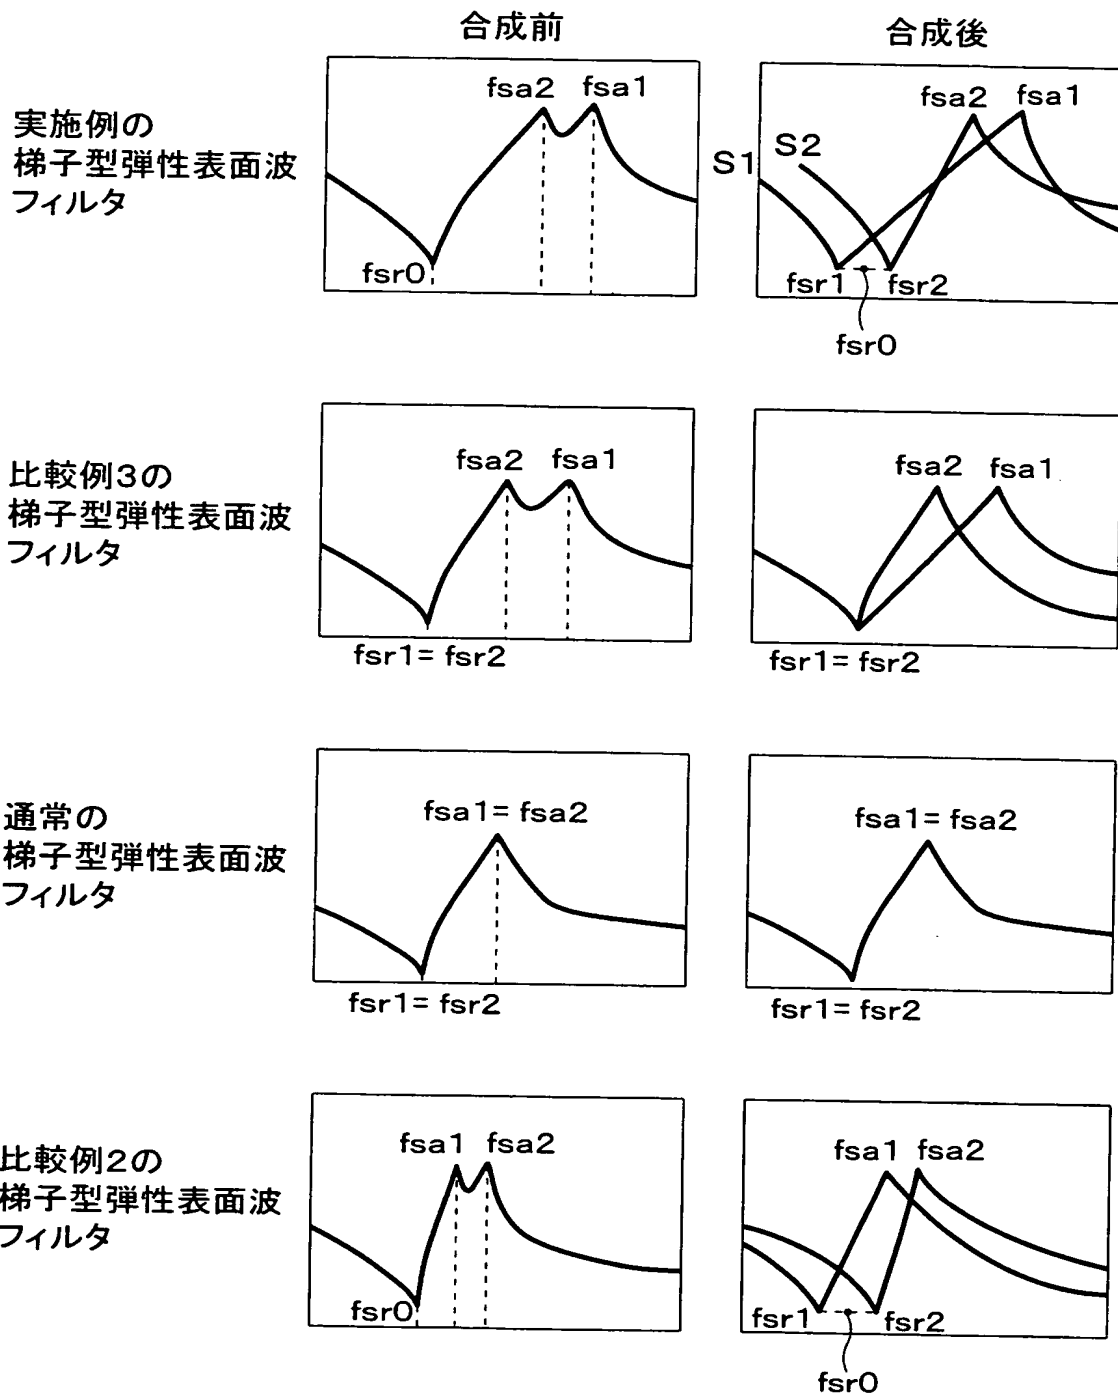 合成前
合成後
実施例の
梯子型弾性表面波
フィルタ
fsa2 fsa1
fsr0
S1
S2
fsa2 fsa1
fsr1 fsr2
fsr0
比較例3の
梯子型弾性表面波
フィルタ
fsa2 fsa1
fsr1= fsr2
fsa2 fsa1
fsr1= fsr2
通常の
梯子型弾性表面波
フィルタ
fsa1= fsa2
fsr1= fsr2
fsa1= fsa2
fsr1= fsr2
比較例2の
梯子型弾性表面波
フィルタ
fsa1 fsa2
fsr0
fsa1 fsa2
fsr1 fsr2
fsr0